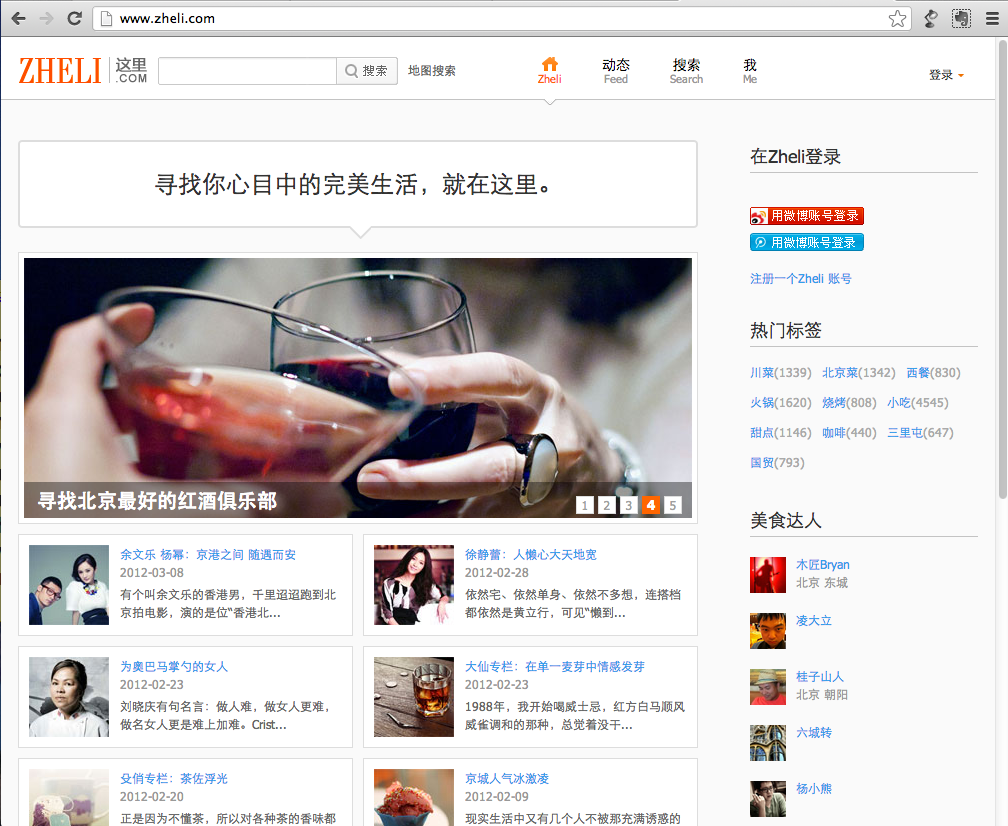 www.zheli.com
ZHELI 这里 .COM
搜索
地图搜索
Zheli
动态
Feed
搜索
Search
我
Me
登录
寻找你心目中的完美生活，就在这里。
寻找北京最好的红酒俱乐部
1 2 3 4 5
余文乐 杨幂：京港之间 随遇而安
2012-03-08
有个叫余文乐的香港男，千里迢迢跑到北
京拍电影，演的是位“香港北...
徐静蕾：人懒心大天地宽
2012-02-28
依然宅、依然单身、依然不多想，连搭档
都依然是黄立行，可见“懒到...
为奥巴马掌勺的女人
2012-02-23
刘晓庆有句名言：做人难，做女人更难，
做名女人更是难上加难。Crist...
大仙专栏：在单一麦芽中情感发芽
2012-02-23
1988年，我开始喝威士忌，红方白马顺风
威雀调和的那种，总觉着没干...
殳俏专栏：茶佐浮光
2012-02-20
正是因为不懂茶，所以对各种茶的香味都
京城人气冰激凌
2012-02-09
现实生活中又有几个人不被那充满诱惑的
在Zheli登录
用微博账号登录
用微博账号登录
注册一个Zheli 账号
热门标签
川菜(1339) 北京菜(1342) 西餐(830)
火锅(1620) 烧烤(808) 小吃(4545)
甜点(1146) 咖啡(440) 三里屯(647)
国贸(793)
美食达人
木匠Bryan
北京 东城
凌大立
桂子山人
北京 朝阳
六城转
杨小熊